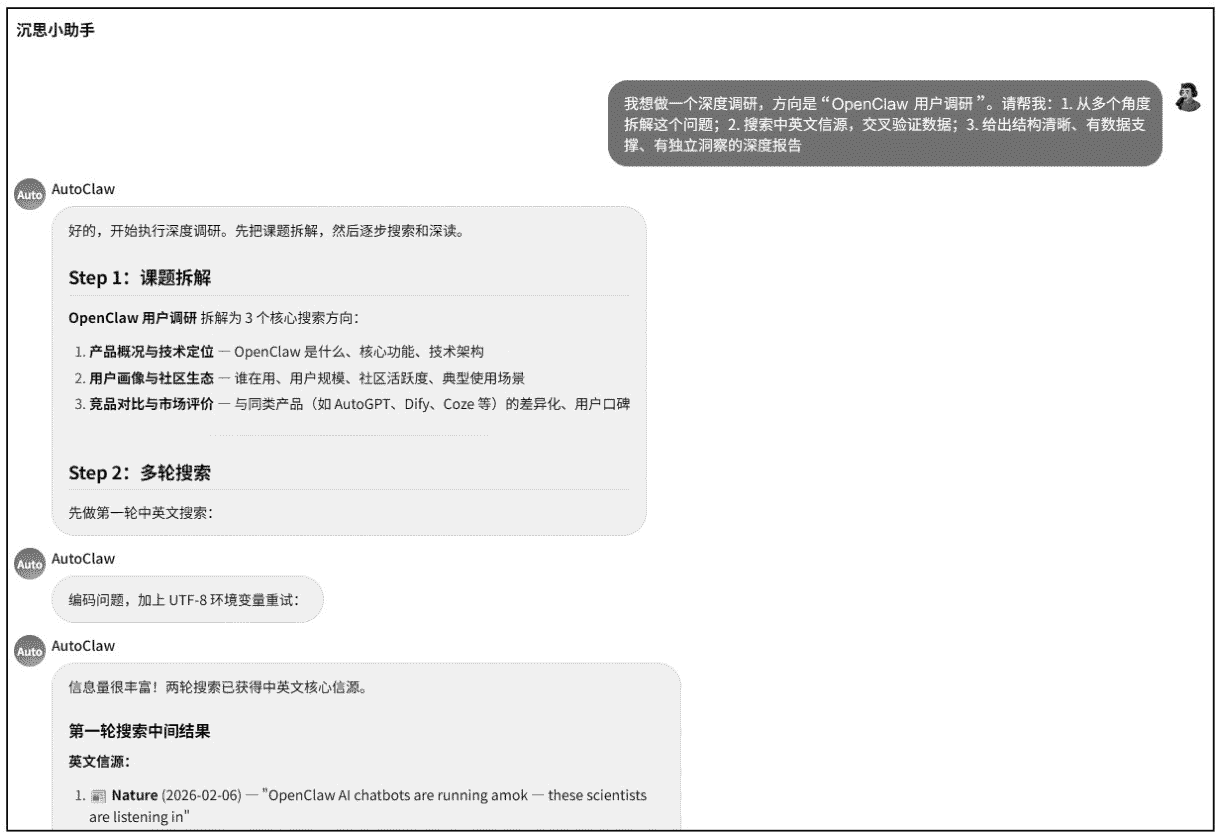 沉思小助手
我想做一个深度调研，方向是“OpenClaw 用户调研”。请帮我：1. 从多个角度
拆解这个问题；2. 搜索中英文信源，交叉验证数据；3. 给出结构清晰、有数据支
撑、有独立洞察的深度报告
Auto AutoClaw
好的，开始执行深度调研。先把课题拆解，然后逐步搜索和深读。
Step 1：课题拆解
OpenClaw 用户调研 拆解为 3 个核心搜索方向：
1. 产品概况与技术定位 — OpenClaw 是什么、核心功能、技术架构
2. 用户画像与社区生态 — 谁在用、用户规模、社区活跃度、典型使用场景
3. 竞品对比与市场评价 — 与同类产品（如 AutoGPT、Dify、Coze 等）的差异化、用户口碑
Step 2：多轮搜索
先做第一轮中英文搜索：
Auto AutoClaw
编码问题，加上 UTF-8 环境变量重试：
Auto AutoClaw
信息量很丰富！两轮搜索已获得中英文核心信源。
第一轮搜索中间结果
英文信源：
1. Nature (2026-02-06) — "OpenClaw AI chatbots are running amok — these scientists
are listening in"